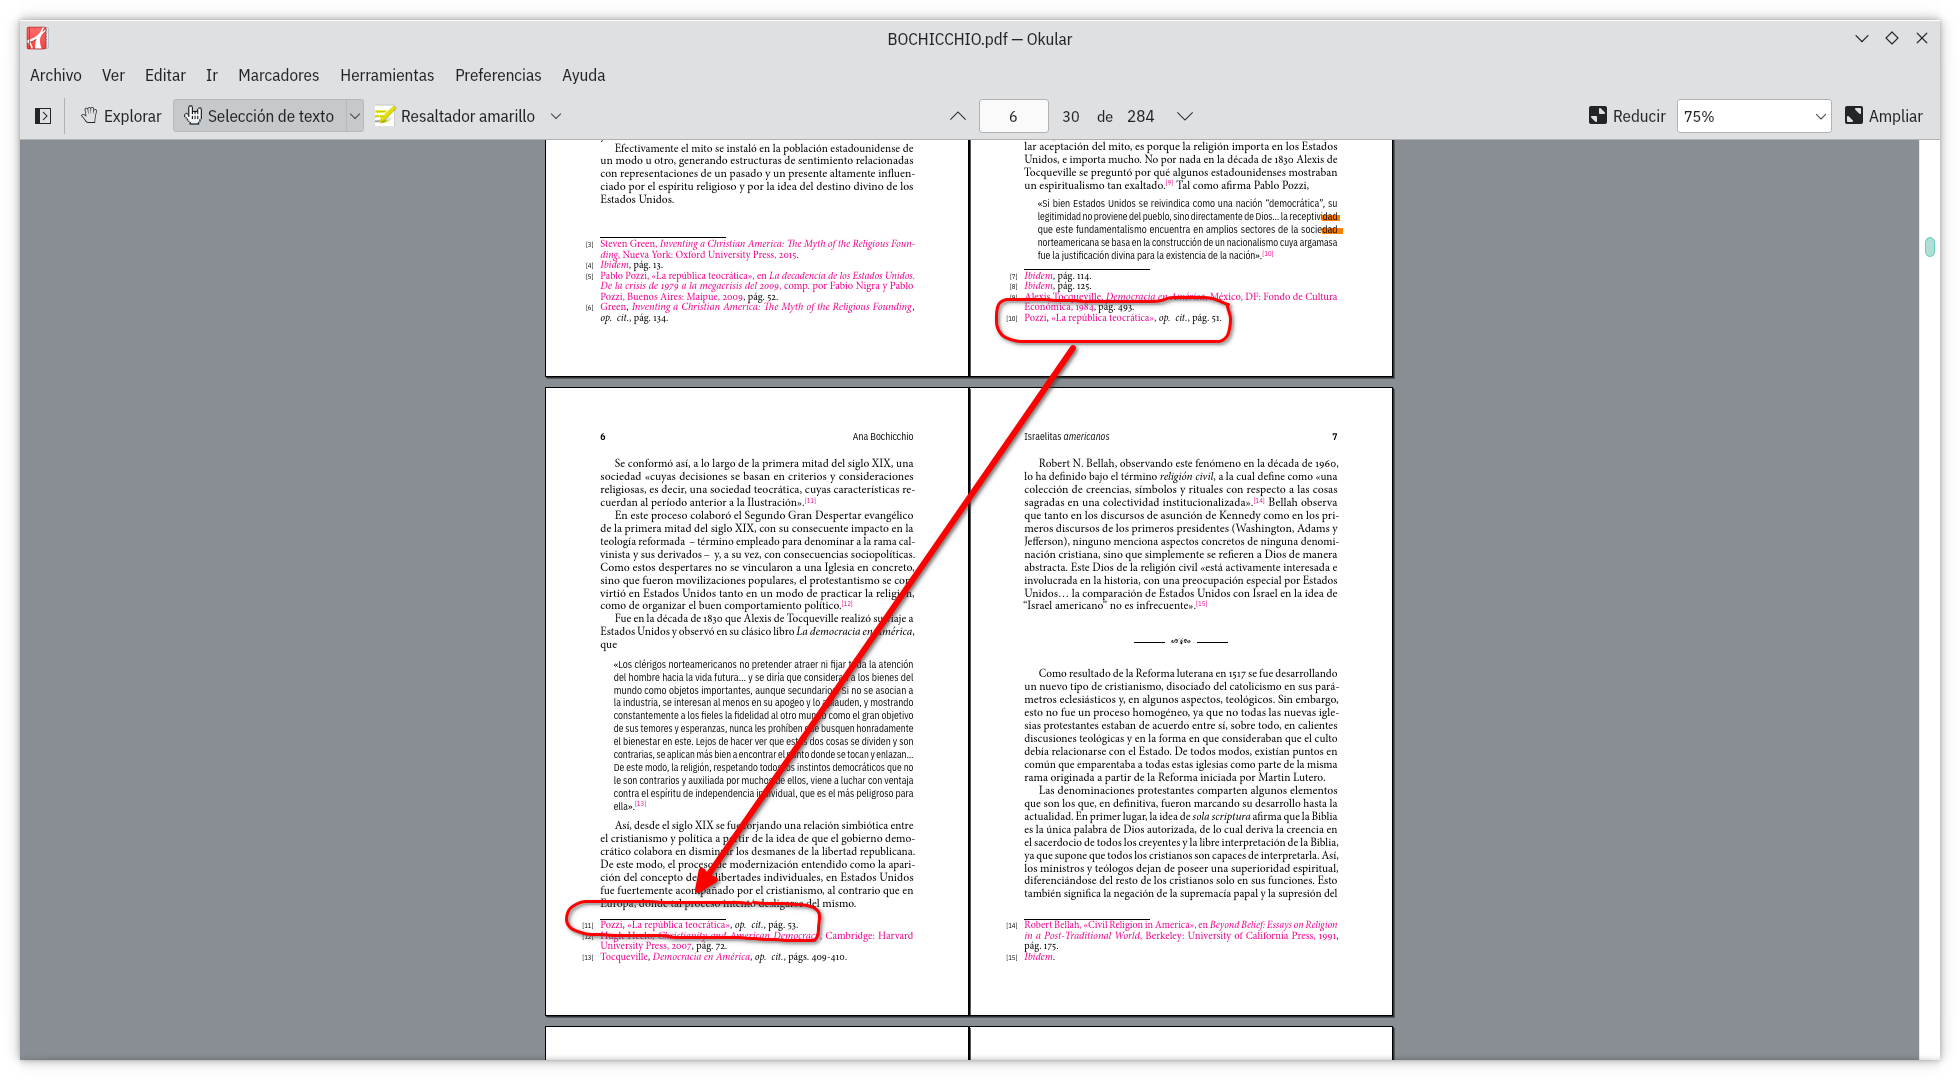 BOCHICCHIO.pdf — Okular
Archivo Ver Editar Ir Marcadores Herramientas Preferencias Ayuda
Explorar Selección de texto Resaltador amarillo 6 30 de 284 Reducir 75% Ampliar
Efectivamente el mito se instaló en la población estadounidense de
un modo u otro, generando estructuras de sentimiento relacionadas
con representaciones de un pasado y un presente altamente influen-
ciado por el espíritu religioso y por la idea del destino divino de los
Estados Unidos.
[3] Steven Green, Inventing a Christian America: The Myth of the Religious Foun-
ding, Nueva York: Oxford University Press, 2015.
[4] Ibídem, pág. 13.
[5] Pablo Pozzi, «La república teocrática», en La decadencia de los Estados Unidos.
De la crisis de 1979 a la megacrisis del 2009, comp. por Fabio Nigra y Pablo
Pozzi, Buenos Aires: Maipue, 2009, pág. 52.
[6] Green, Inventing a Christian America: The Myth of the Religious Founding,
op. cit., pág. 134.
lar aceptación del mito, es porque la religión importa en los Estados
Unidos, e importa mucho. No por nada en la década de 1830 Alexis de
Tocqueville se preguntó por qué algunos estadounidenses mostraban
un espiritualismo tan exaltado.[9] Tal como afirma Pablo Pozzi,
«Si bien Estados Unidos se reivindica como una nación “democrática”, su
legitimidad no proviene del pueblo, sino directamente de Dios... la receptividad
que este fundamentalismo encuentra en amplios sectores de la sociedad
norteamericana se basa en la construcción de un nacionalismo cuya argamasa
fue la justificación divina para la existencia de la nación».[10]
[7] Ibídem, pág. 114.
[8] Ibídem, pág. 125.
[9] Alexis Tocqueville, Democracia en América, México, DF: Fondo de Cultura
Económica, 1984, pág. 493.
[10] Pozzi, «La república teocrática», op. cit., pág. 51.
6 Ana Bochicchio
Se conformó así, a lo largo de la primera mitad del siglo XIX, una
sociedad «cuyas decisiones se basan en criterios y consideraciones
religiosas, es decir, una sociedad teocrática, cuyas características re-
cuerdan al período anterior a la Ilustración».[11]
En este proceso colaboró el Segundo Gran Despertar evangélico
de la primera mitad del siglo XIX, con su consecuente impacto en la
teología reformada – término empleado para denominar a la rama cal-
vinista y sus derivados – y, a su vez, con consecuencias sociopolíticas.
Como estos despertares no se vincularon a una Iglesia en concreto,
sino que fueron movilizaciones populares, el protestantismo se con-
virtió en Estados Unidos tanto en un modo de practicar la religión,
como de organizar el buen comportamiento político.[12]
Fue en la década de 1830 que Alexis de Tocqueville realizó su viaje a
Estados Unidos y observó en su clásico libro La democracia en América,
que
«Los clérigos norteamericanos no pretender atraer ni fijar toda la atención
del hombre hacia la vida futura... y se diría que consideran a los bienes del
mundo como objetos importantes, aunque secundarios. Si no se asocian a
la industria, se interesan al menos en su apogeo y lo aplauden, y mostrando
constantemente a los fieles la fidelidad al otro mundo como el gran objetivo
de sus temores y esperanzas, nunca les prohíben que busquen honradamente
el bienestar en este. Lejos de hacer ver que estas dos cosas se dividen y son
contrarias, se aplican más bien a encontrar el punto donde se tocan y enlazan...
De este modo, la religión, respetando todos los instintos democráticos que no
le son contrarios y auxiliada por muchos de ellos, viene a luchar con ventaja
contra el espíritu de independencia individual, que es el más peligroso para
ella».[13]
Así, desde el siglo XIX se fue forjando una relación simbiótica entre
el cristianismo y política a partir de la idea de que el gobierno demo-
crático colabora en disminuir los desmanes de la libertad republicana.
De este modo, el proceso de modernización entendido como la apari-
ción del concepto de libertades individuales, en Estados Unidos
fue fuertemente acompañado por el cristianismo, al contrario que en
Europa, donde tal proceso intentó desligarse del mismo.
[11] Pozzi, «La república teocrática», op. cit., pág. 53.
[12] Christianity and American Democracy, Cambridge: Harvard
University Press, 2007, pág. 72.
[13] Tocqueville, Democracia en América, op. cit., págs. 409-410.
Israelitas americanos 7
Robert N. Bellah, observando este fenómeno en la década de 1960,
lo ha definido bajo el término religión civil, a la cual define como «una
colección de creencias, símbolos y rituales con respecto a las cosas
sagradas en una colectividad institucionalizada».[14] Bellah observa
que tanto en los discursos de asunción de Kennedy como en los pri-
meros discursos de los primeros presidentes (Washington, Adams y
Jefferson), ninguno menciona aspectos concretos de ninguna denomi-
nación cristiana, sino que simplemente se refieren a Dios de manera
abstracta. Este Dios de la religión civil «está activamente interesada e
involucrada en la historia, con una preocupación especial por Estados
Unidos... la comparación de Estados Unidos con Israel en la idea de
“Israel americano” no es infrecuente».[15]
Como resultado de la Reforma luterana en 1517 se fue desarrollando
un nuevo tipo de cristianismo, disociado del catolicismo en sus pará-
metros eclesiásticos y, en algunos aspectos, teológicos. Sin embargo,
esto no fue un proceso homogéneo, ya que no todas las nuevas igle-
sias protestantes estaban de acuerdo entre sí, sobre todo, en calientes
discusiones teológicas y en la forma en que consideraban que el culto
debía relacionarse con el Estado. De todos modos, existían puntos en
común que emparentaba a todas estas iglesias como parte de la misma
rama originada a partir de la Reforma iniciada por Martin Lutero.
Las denominaciones protestantes comparten algunos elementos
que son los que, en definitiva, fueron marcando su desarrollo hasta la
actualidad. En primer lugar, la idea de sola scriptura afirma que la Biblia
es la única palabra de Dios autorizada, de lo cual deriva la creencia en
el sacerdocio de todos los creyentes y la libre interpretación de la Biblia,
ya que supone que todos los cristianos son capaces de interpretarla. Así,
los ministros y teólogos dejan de poseer una superioridad espiritual,
diferenciándose del resto de los cristianos solo en sus funciones. Esto
también significa la negación de la supremacía papal y la supresión del
[14] Robert Bellah, «Civil Religion in America», en Beyond Belief: Essays on Religion
in a Post-Traditional World, Berkeley: University of California Press, 1991,
pág. 175.
[15] Ibídem.